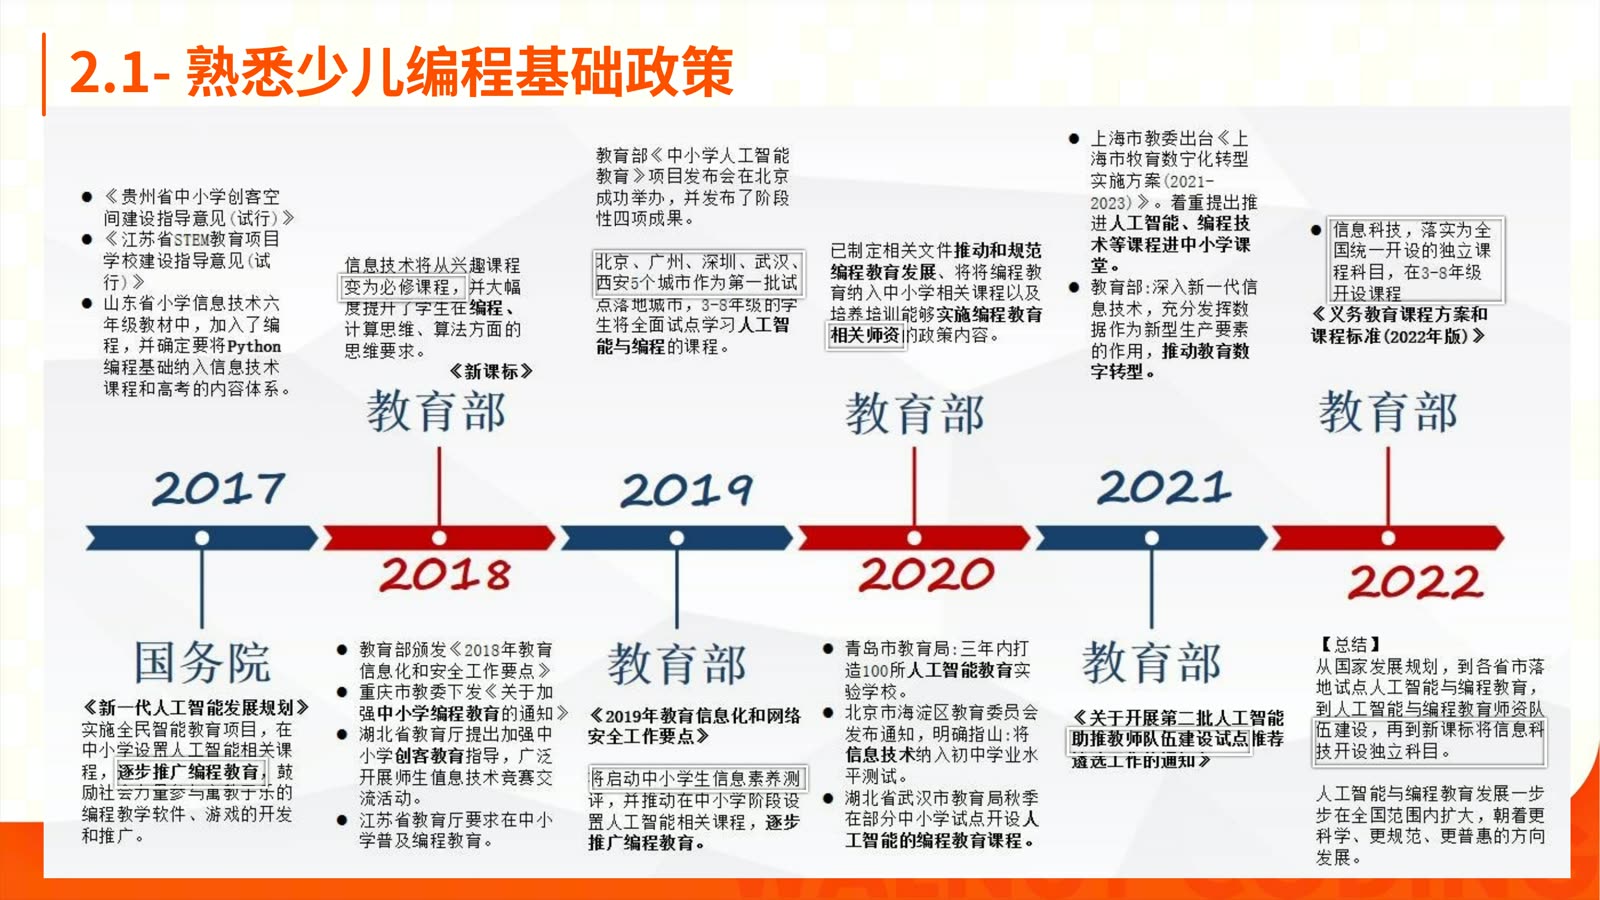 2.1- 熟悉少儿编程基础政策
● 《贵州省中小学创客空
间建设指导意见(试行)》
● 《江苏省STEM教育项目
学校建设指导意见(试
行)》
● 山东省小学信息技术六
年级教材中，加入了编
程，并确定要将Python
编程基础纳入信息技术
课程和高考的内容体系。
2017
国务院
《新一代人工智能发展规划》
实施全民智能教育项目，在
中小学设置人工智能相关课
程，逐步推广编程教育，鼓
励社会力量参与寓教于乐的
编程教学软件、游戏的开发
和推广。
信息技术将从兴趣课程
变为必修课程，并大幅
度提升了学生在编程、
计算思维、算法方面的
思维要求。
《新课标》
教育部
2018
● 教育部颁发《2018年教育
信息化和安全工作要点》
● 重庆市教委下发《关于加
强中小学编程教育的通知》
● 湖北省教育厅提出加强中
小学创客教育指导，广泛
开展师生值息技术竞赛交
流活动。
● 江苏省教育厅要求在中小
学普及编程教育。
教育部《中小学人工智能
教育》项目发布会在北京
成功举办，并发布了阶段
性四项成果。
北京、广州、深圳、武汉、
西安5个城市作为第一批试
点落地城市，3-8年级的学
生将全面试点学习人工智
能与编程的课程。
2019
教育部
《2019年教育信息化和网络
安全工作要点》
将启动中小学生信息素养测
评，并推动在中小学阶段设
置人工智能相关课程，逐步
推广编程教育。
已制定相关文件推动和规范
编程教育发展、将将编程教
育纳入中小学相关课程以及
培养培训能够实施编程教育
相关师资的政策内容。
教育部
2020
● 青岛市教育局:三年内打
造100所人工智能教育实
验学校。
● 北京市海淀区教育委员会
发布通知，明确指山:将
信息技术纳入初中学业水
平测试。
● 湖北省武汉市教育局秋季
在部分中小学试点开设人
工智能的编程教育课程。
● 上海市教委出台《上
海市牧育数宁化转型
实施方案(2021-
2023)》。着重提出推
进人工智能、编程技
术等课程进中小学课
堂。
● 教育部:深入新一代信
息技术，充分发挥数
据作为新型生产要素
的作用，推动教育数
字转型。
2021
教育部
《关于开展第二批人工智能
助推教师队伍建设试点推荐
遴选工作的通知》
● 信息科技，落实为全
国统一开设的独立课
程科目，在3-8年级
开设课程
《义务教育课程方案和
课程标准(2022年版)》
教育部
2022
【总结】
从国家发展规划，到各省市落
地试点人工智能与编程教育，
到人工智能与编程教育师资队
伍建设，再到新课标将信息科
技开设独立科目。
人工智能与编程教育发展一步
步在全国范围内扩大，朝着更
科学、更规范、更普惠的方向
发展。